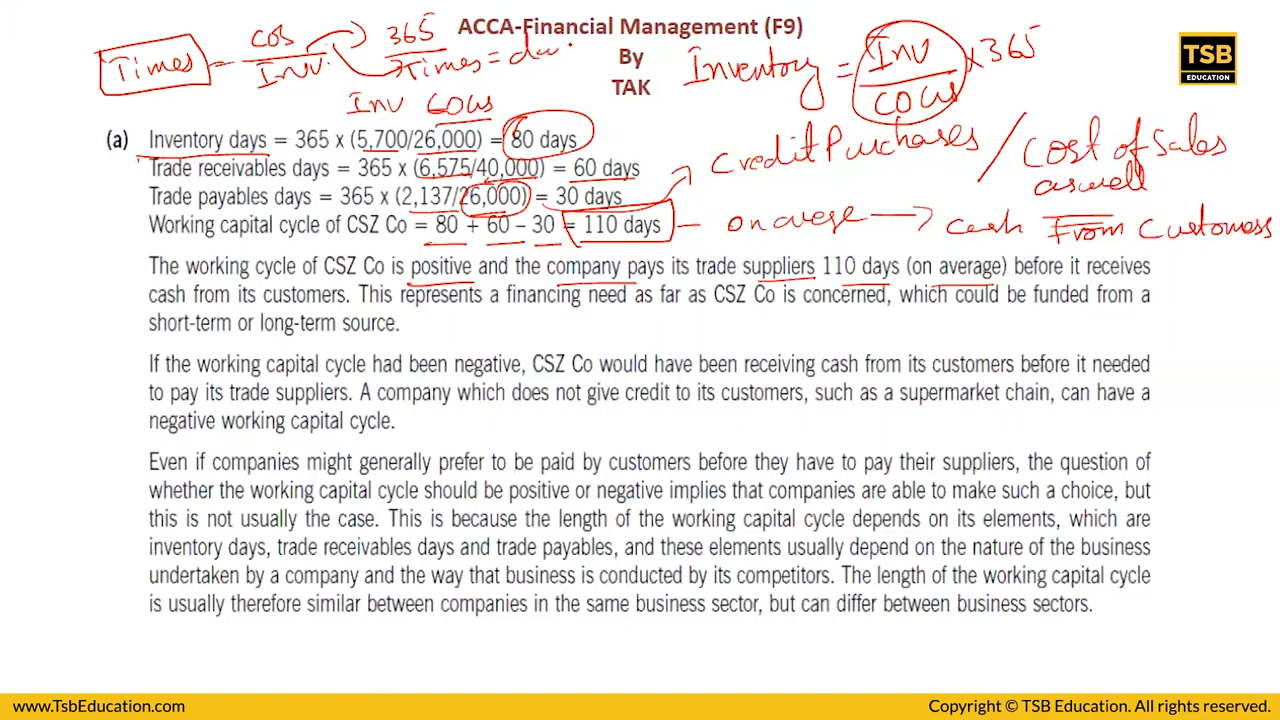 ACCA-Financial Management (F9)
By
TAK
TSB
EDUCATION
Times = cos / Inv. 365 / Times = day.
Inventory = Inv / COGS x 365
Inv COGS
(a) Inventory days = 365 x (5,700/26,000) = 80 days
Trade receivables days = 365 x (6,575/40,000) = 60 days
Trade payables days = 365 x (2,137/26,000) = 30 days
Working capital cycle of CSZ Co = 80 + 60 – 30 = 110 days
Credit Purchases / Cost of Sales
aswell
on averge → cash From Customers
The working cycle of CSZ Co is positive and the company pays its trade suppliers 110 days (on average) before it receives
cash from its customers. This represents a financing need as far as CSZ Co is concerned, which could be funded from a
short-term or long-term source.
If the working capital cycle had been negative, CSZ Co would have been receiving cash from its customers before it needed
to pay its trade suppliers. A company which does not give credit to its customers, such as a supermarket chain, can have a
negative working capital cycle.
Even if companies might generally prefer to be paid by customers before they have to pay their suppliers, the question of
whether the working capital cycle should be positive or negative implies that companies are able to make such a choice, but
this is not usually the case. This is because the length of the working capital cycle depends on its elements, which are
inventory days, trade receivables days and trade payables, and these elements usually depend on the nature of the business
undertaken by a company and the way that business is conducted by its competitors. The length of the working capital cycle
is usually therefore similar between companies in the same business sector, but can differ between business sectors.
www.TsbEducation.com
Copyright © TSB Education. All rights reserved.